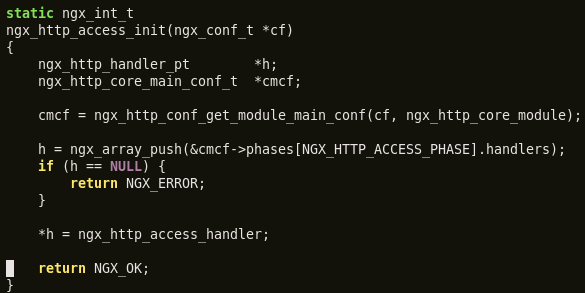 static ngx_int_t
ngx_http_access_init(ngx_conf_t *cf)
{
    ngx_http_handler_pt        *h;
    ngx_http_core_main_conf_t  *cmcf;

    cmcf = ngx_http_conf_get_module_main_conf(cf, ngx_http_core_module);

    h = ngx_array_push(&cmcf->phases[NGX_HTTP_ACCESS_PHASE].handlers);
    if (h == NULL) {
        return NGX_ERROR;
    }

    *h = ngx_http_access_handler;

    return NGX_OK;
}